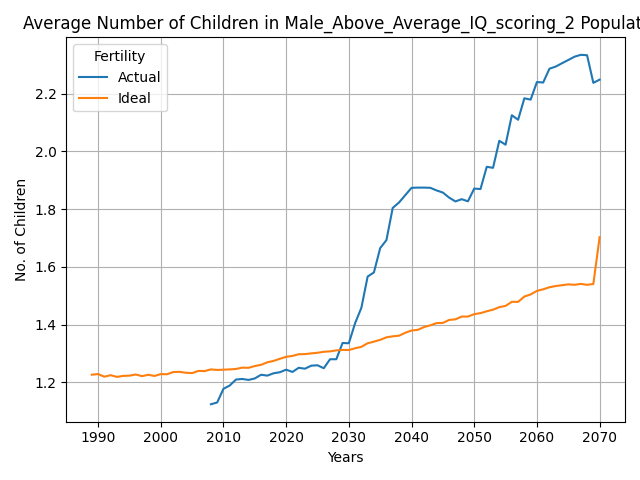 Average Number of Children in Male_Above_Average_IQ_scoring_2 Populat
Fertility
Actual
Ideal
No. of Children
2.2
2.0
1.8
1.6
1.4
1.2
1990 2000 2010 2020 2030 2040 2050 2060 2070
Years